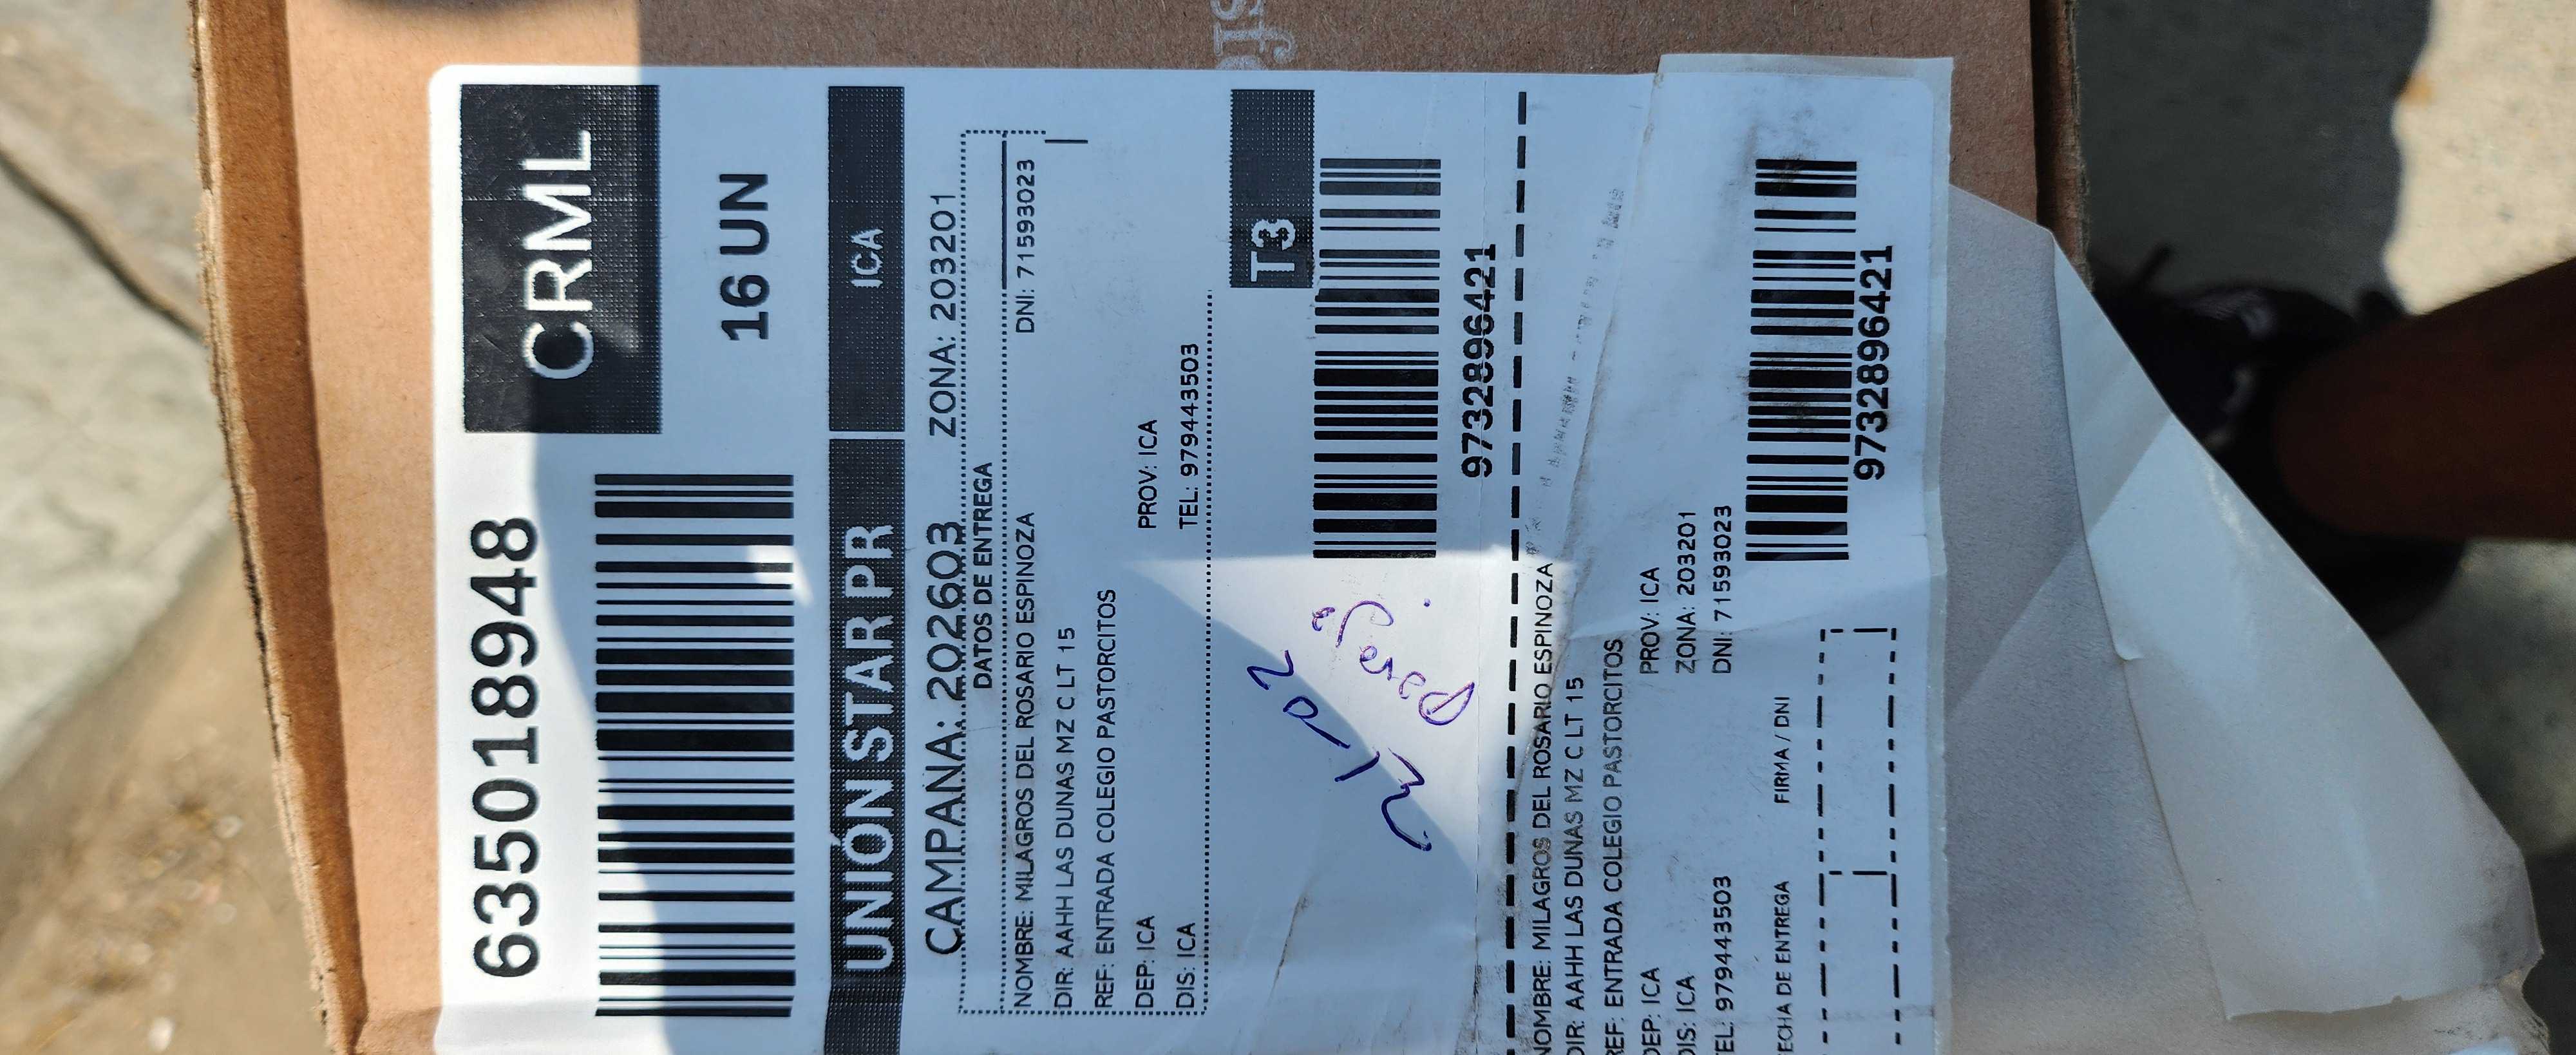 635018948
CRML
16 UN
UNIÓN STAR PR
ICA
CAMPANA: 202603 ZONA: 203201
DATOS DE ENTREGA
NOMBRE: MILAGROS DEL ROSARIO ESPINOZA
DNI: 71593023
DIR: AAHH LAS DUNAS MZ C LT 15
REF: ENTRADA COLEGIO PASTORCITOS
DEP: ICA PROV: ICA
DIS: ICA TEL: 979443503
T3
9732896421
NOMBRE: MILAGROS DEL ROSARIO ESPINOZA
DIR: AAHH LAS DUNAS MZ C LT 15
REF: ENTRADA COLEGIO PASTORCITOS
DEP: ICA PROV: ICA
DIS: ICA ZONA: 203201
TEL: 979443503 DNI: 71593023
9732896421
FECHA DE ENTREGA FIRMA / DNI